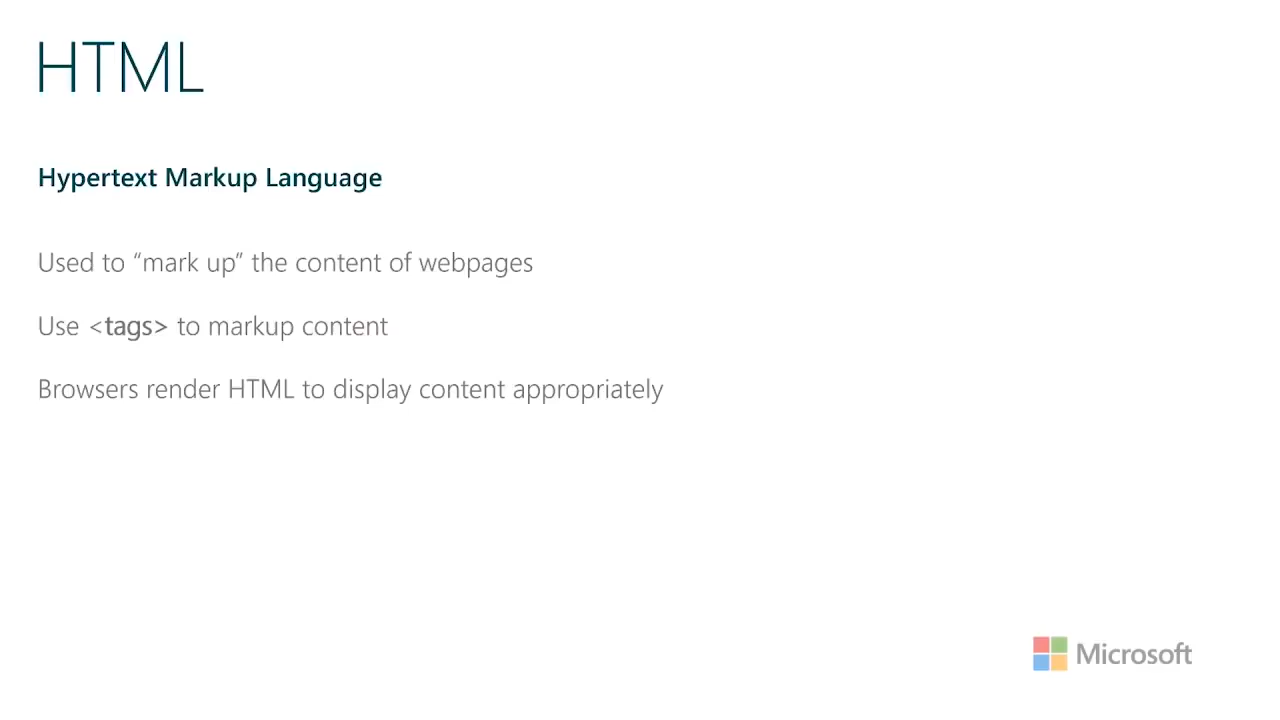 HTML
Hypertext Markup Language
Used to “mark up” the content of webpages
Use <tags> to markup content
Browsers render HTML to display content appropriately
Microsoft